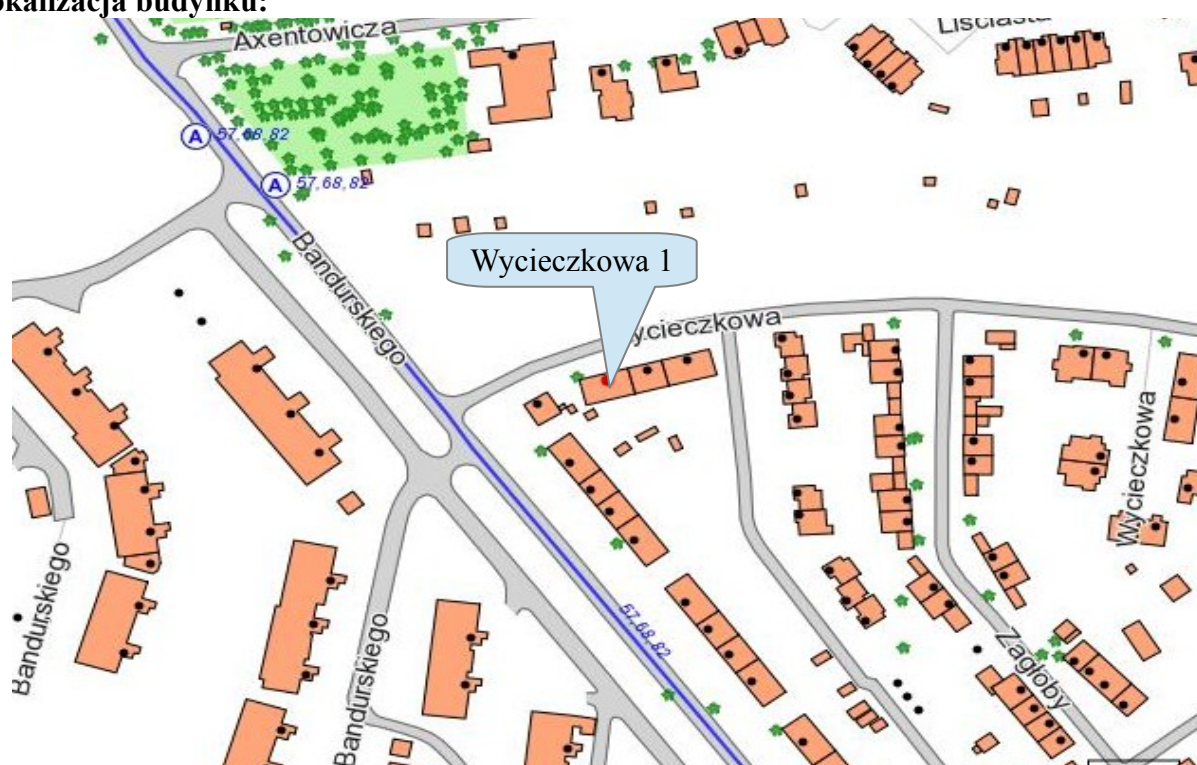 okalizacja budynku:
Axentowicza
Liściasta
A 57,68,82
A 57,68,82
Bandurskiego
Wycieczkowa 1
ycieczkowa
Wycieczkowa
Bandurskiego
Bandurskiego
57,68,82
Zagłoby